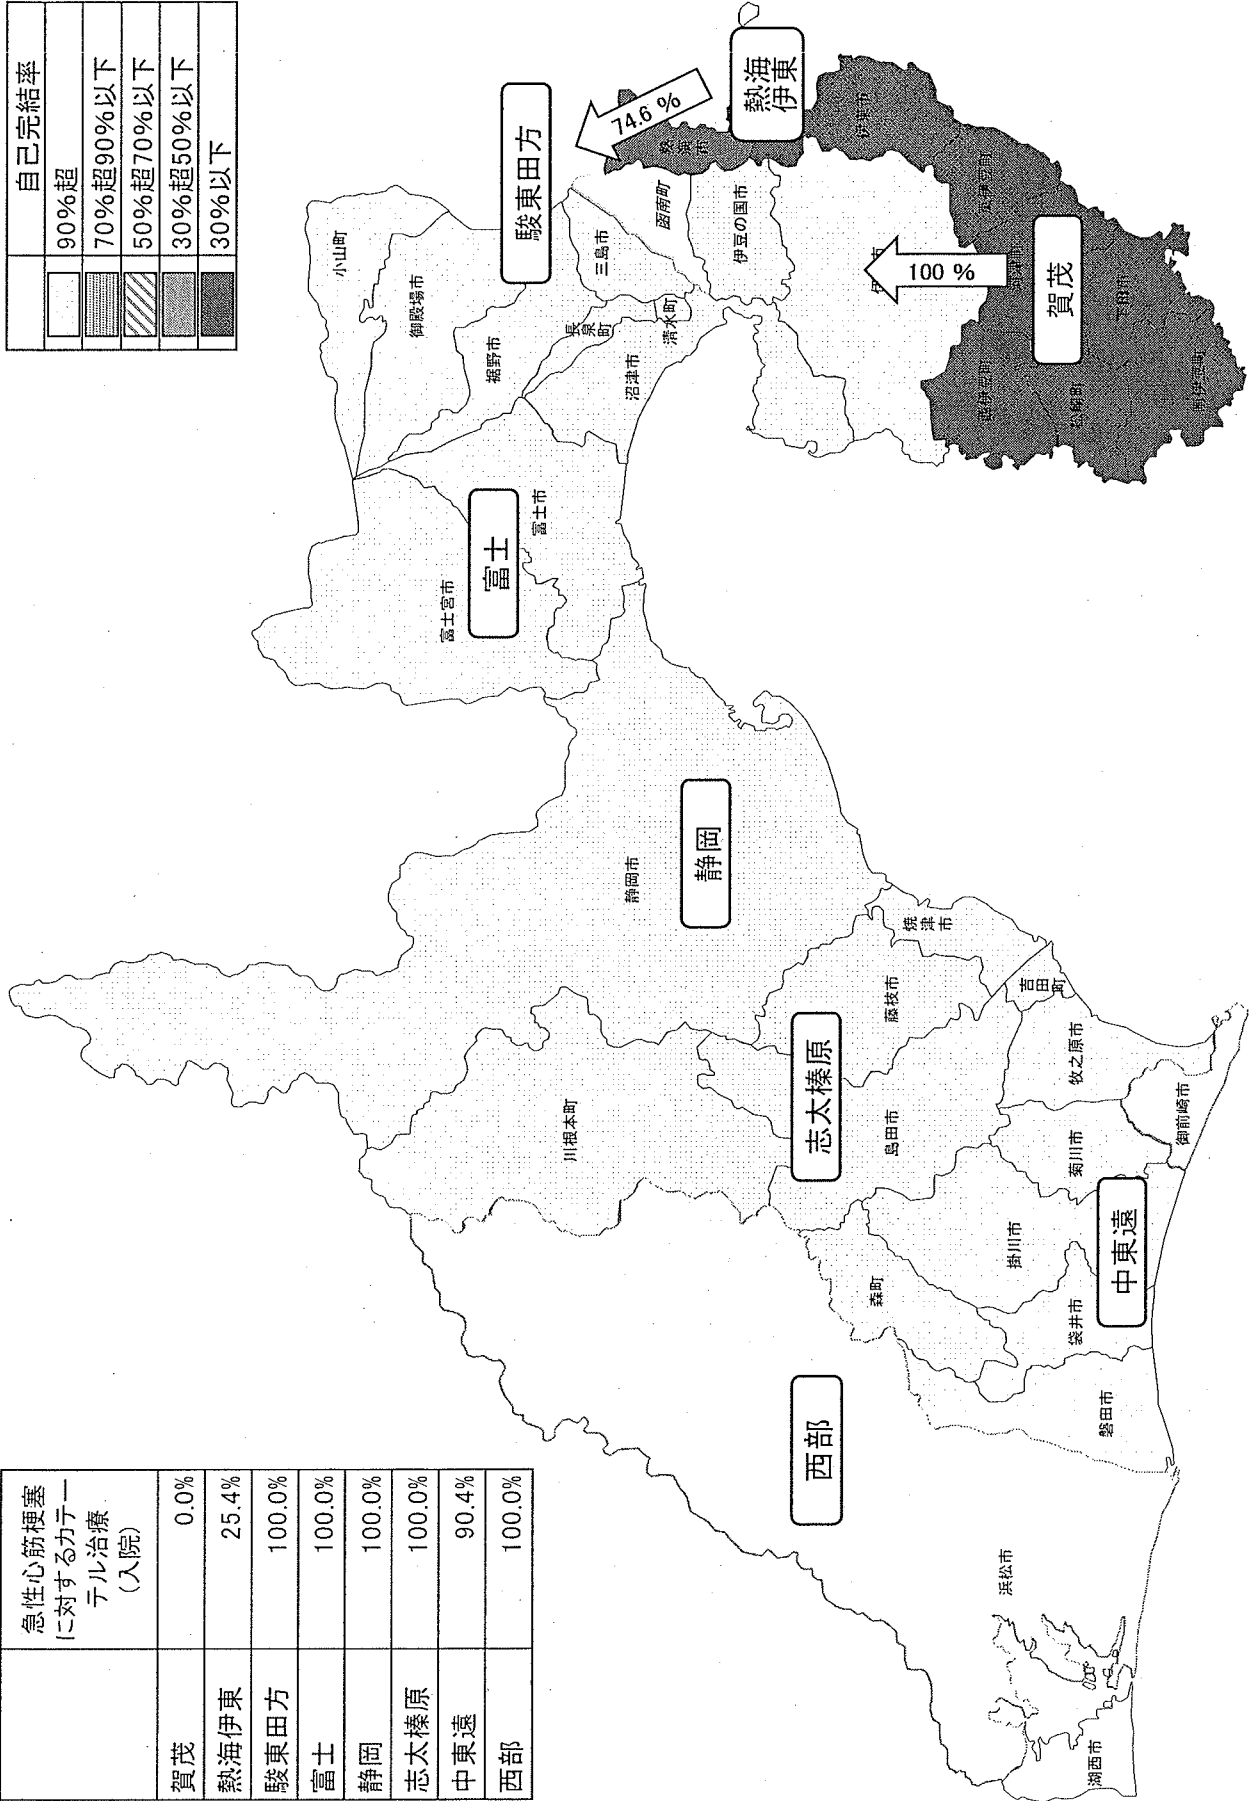 急性心筋梗塞
に対するカテー
テル治療
(入院)
賀茂 0.0%
熱海伊東 25.4%
駿東田方 100.0%
富士 100.0%
静岡 100.0%
志太榛原 100.0%
中東遠 90.4%
西部 100.0%
自己完結率
90%超
70%超90%以下
50%超70%以下
30%超50%以下
30%以下
小山町
御殿場市
裾野市
駿東田方
三島市
函南町
長泉町
清水町
沼津市
伊豆の国市
74.6 %
熱海
伊東
伊東市
100 %
賀茂
富士宮市
富士
富士市
静岡市
静岡
川根本町
志太榛原
藤枝市
焼津市
島田市
吉田町
牧之原市
御前崎市
菊川市
掛川市
中東遠
森町
袋井市
磐田市
西部
浜松市
湖西市